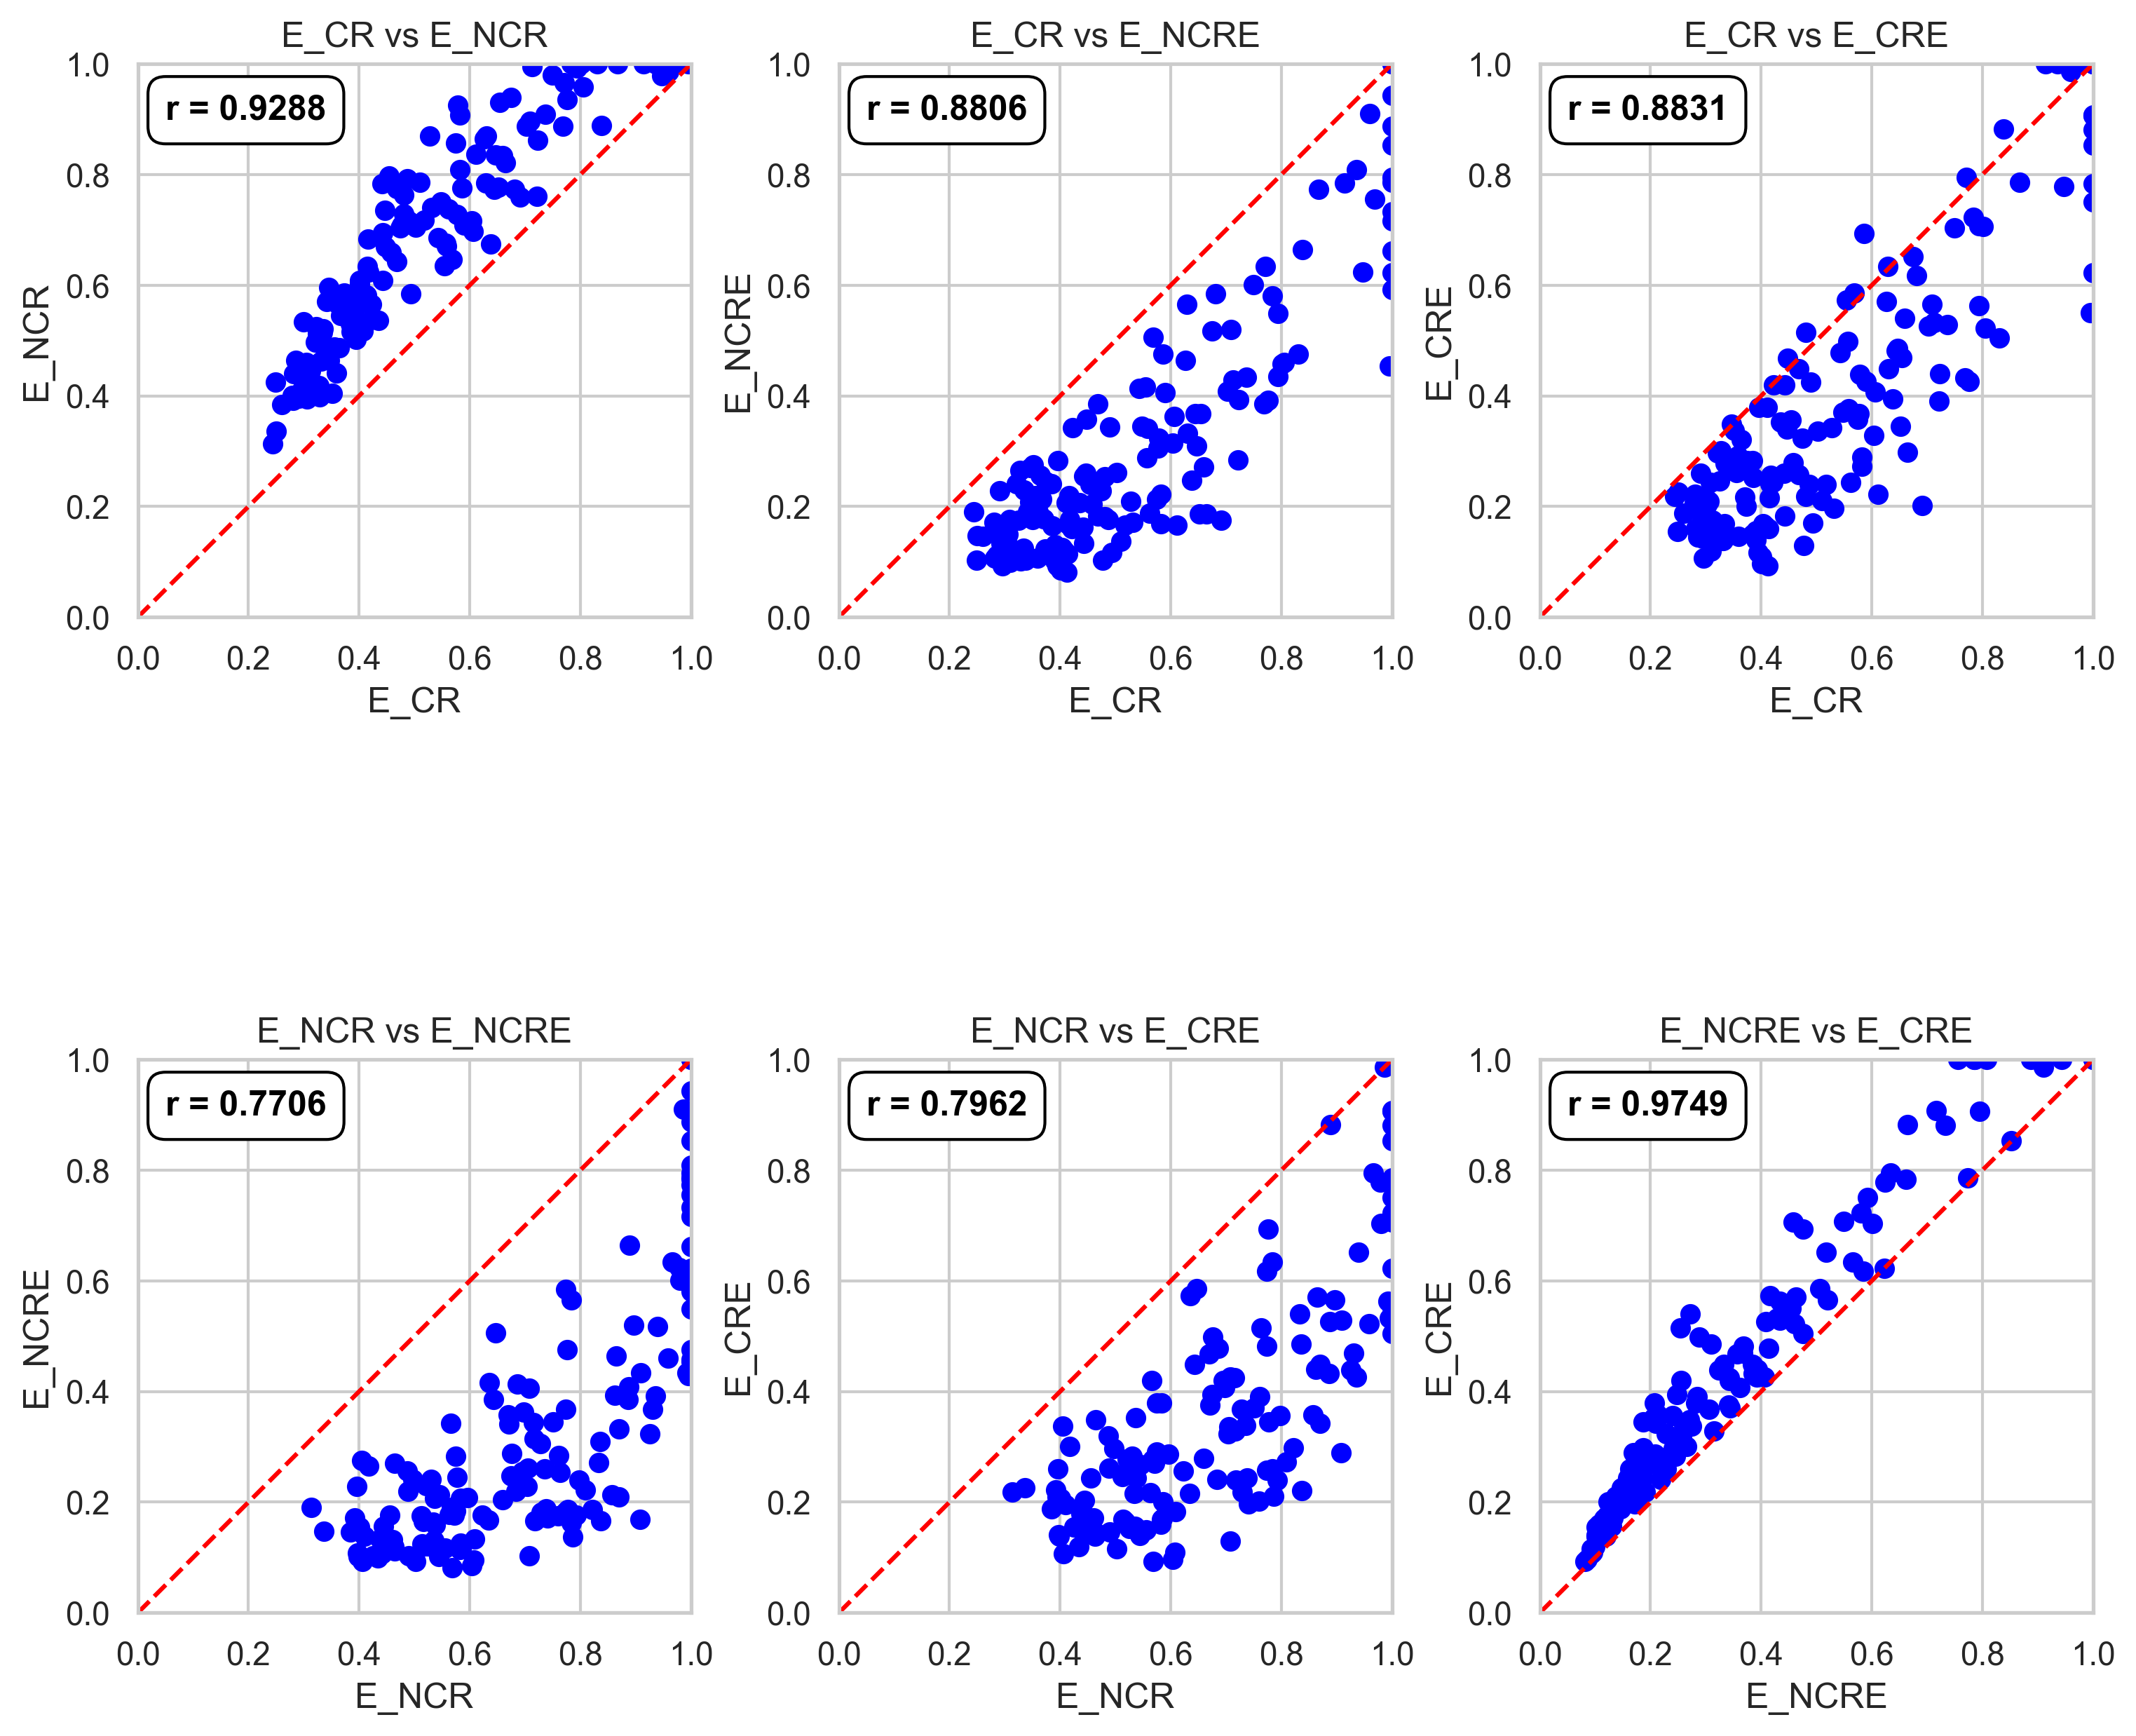 E_CR vs E_NCR
E_CR vs E_NCRE
E_CR vs E_CRE
r = 0.9288
1.0
0.8
0.6
0.4
0.2
0.0
E_NCR
0.0 0.2 0.4 0.6 0.8 1.0
E_CR
r = 0.8806
1.0
0.8
0.6
0.4
0.2
0.0
E_NCRE
0.0 0.2 0.4 0.6 0.8 1.0
E_CR
r = 0.8831
1.0
0.8
0.6
0.4
0.2
0.0
E_CRE
0.0 0.2 0.4 0.6 0.8 1.0
E_CR
E_NCR vs E_NCRE
E_NCR vs E_CRE
E_NCRE vs E_CRE
r = 0.7706
1.0
0.8
0.6
0.4
0.2
0.0
E_NCRE
0.0 0.2 0.4 0.6 0.8 1.0
E_NCR
r = 0.7962
1.0
0.8
0.6
0.4
0.2
0.0
E_CRE
0.0 0.2 0.4 0.6 0.8 1.0
E_NCR
r = 0.9749
1.0
0.8
0.6
0.4
0.2
0.0
E_CRE
0.0 0.2 0.4 0.6 0.8 1.0
E_NCRE